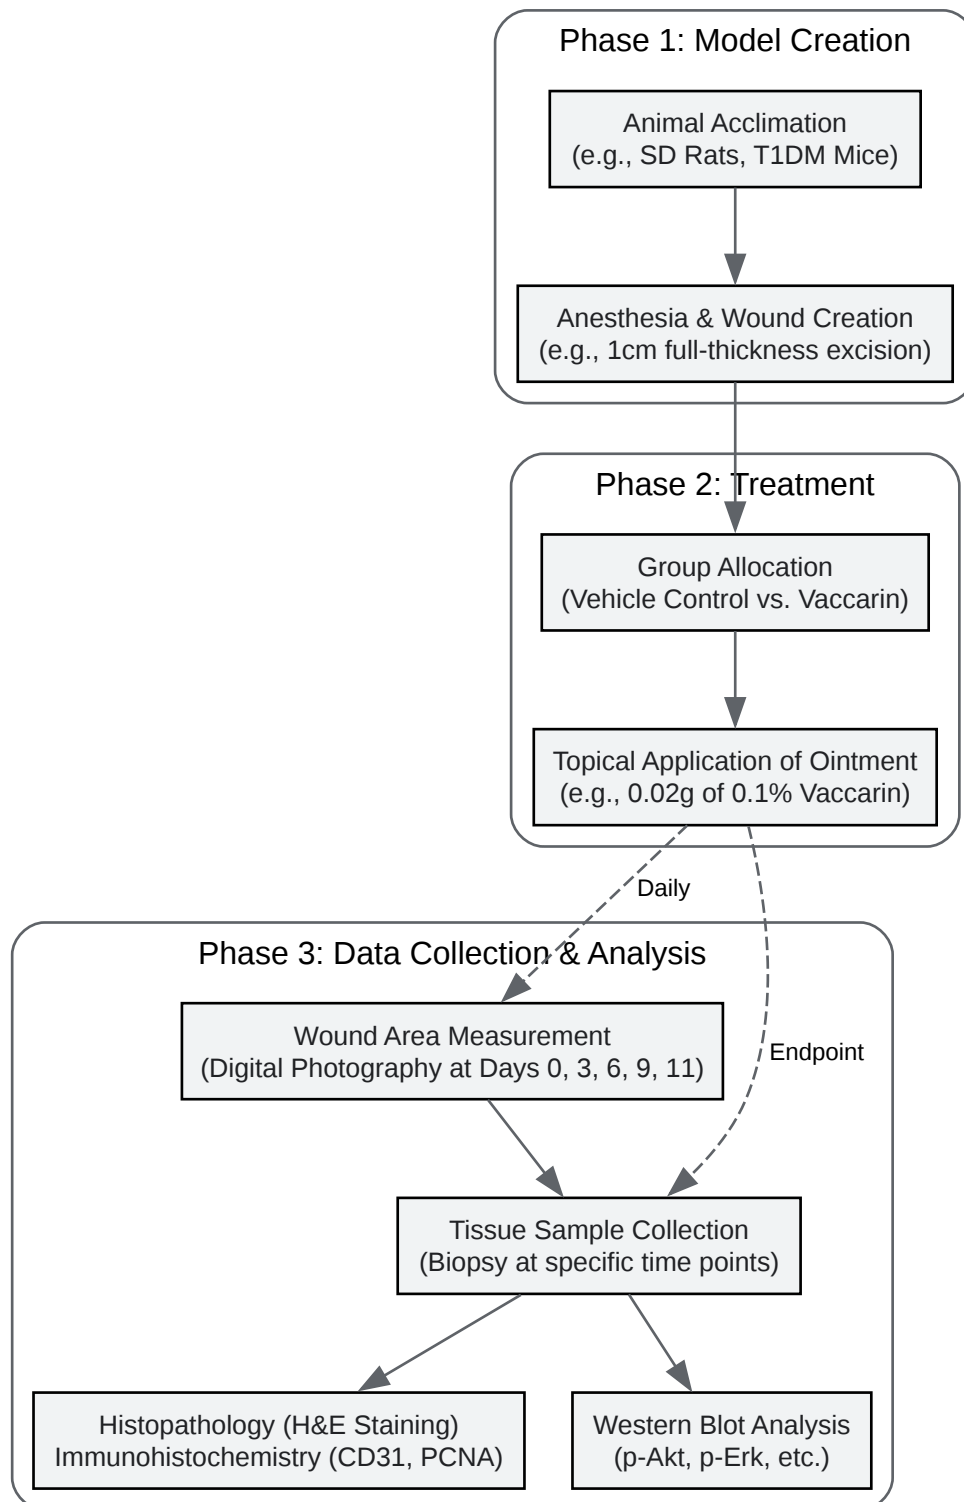 Phase 1: Model Creation
Animal Acclimation
(e.g., SD Rats, T1DM Mice)
Anesthesia & Wound Creation
(e.g., 1cm full-thickness excision)
Phase 2: Treatment
Group Allocation
(Vehicle Control vs. Vaccarin)
Topical Application of Ointment
(e.g., 0.02g of 0.1% Vaccarin)
Daily
Phase 3: Data Collection & Analysis
Wound Area Measurement
(Digital Photography at Days 0, 3, 6, 9, 11)
Endpoint
Tissue Sample Collection
(Biopsy at specific time points)
Histopathology (H&E Staining)
Immunohistochemistry (CD31, PCNA)
Western Blot Analysis
(p-Akt, p-Erk, etc.)